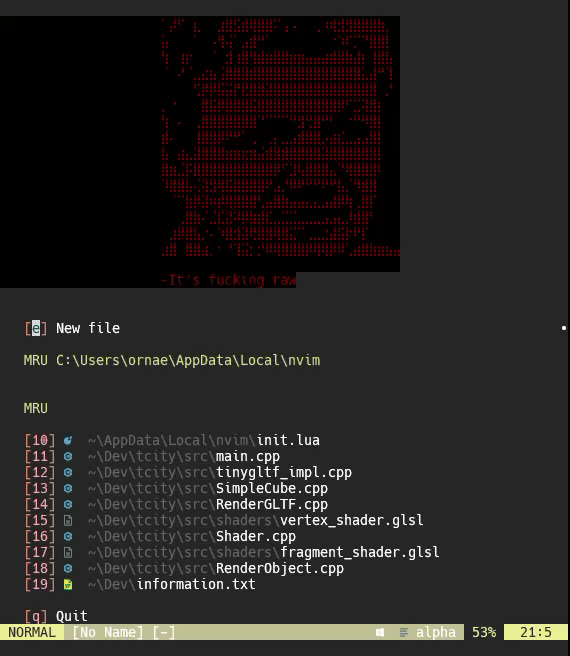 -It's fucking raw
[e] New file
MRU C:\Users\ornae\AppData\Local\nvim
MRU
[10] ~\AppData\Local\nvim\init.lua
[11] ~\Dev\tcity\src\main.cpp
[12] ~\Dev\tcity\src\tinygltf_impl.cpp
[13] ~\Dev\tcity\src\SimpleCube.cpp
[14] ~\Dev\tcity\src\RenderGLTF.cpp
[15] ~\Dev\tcity\src\shaders\vertex_shader.glsl
[16] ~\Dev\tcity\src\Shader.cpp
[17] ~\Dev\tcity\src\shaders\fragment_shader.glsl
[18] ~\Dev\tcity\src\RenderObject.cpp
[19] ~\Dev\information.txt
[q] Quit
NORMAL [No Name] [-] alpha 53% 21:5